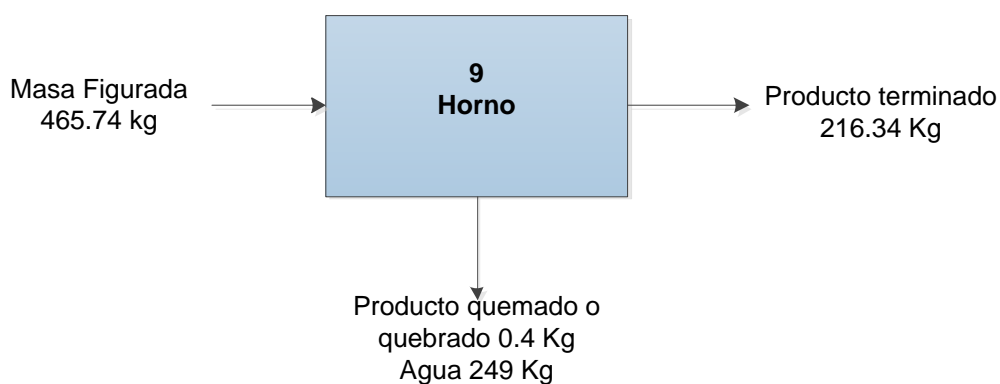 9
Horno
Masa Figurada
465.74 kg
Producto terminado
216.34 Kg
Producto quemado o
quebrado 0.4 Kg
Agua 249 Kg